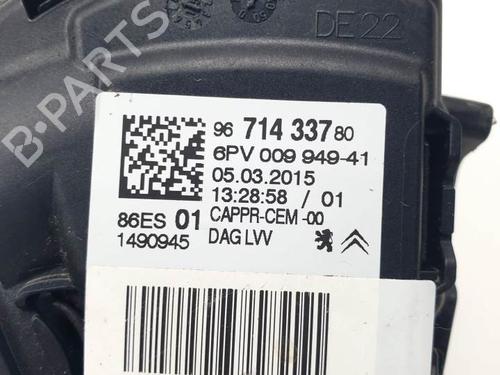 DE22
96 714 337 80
6PV 009 949-41
05.03.2015
13:28:58 / 01
86ES 01 CAPPR-CEM -00
1490945 DAG LVV
B-PARTS